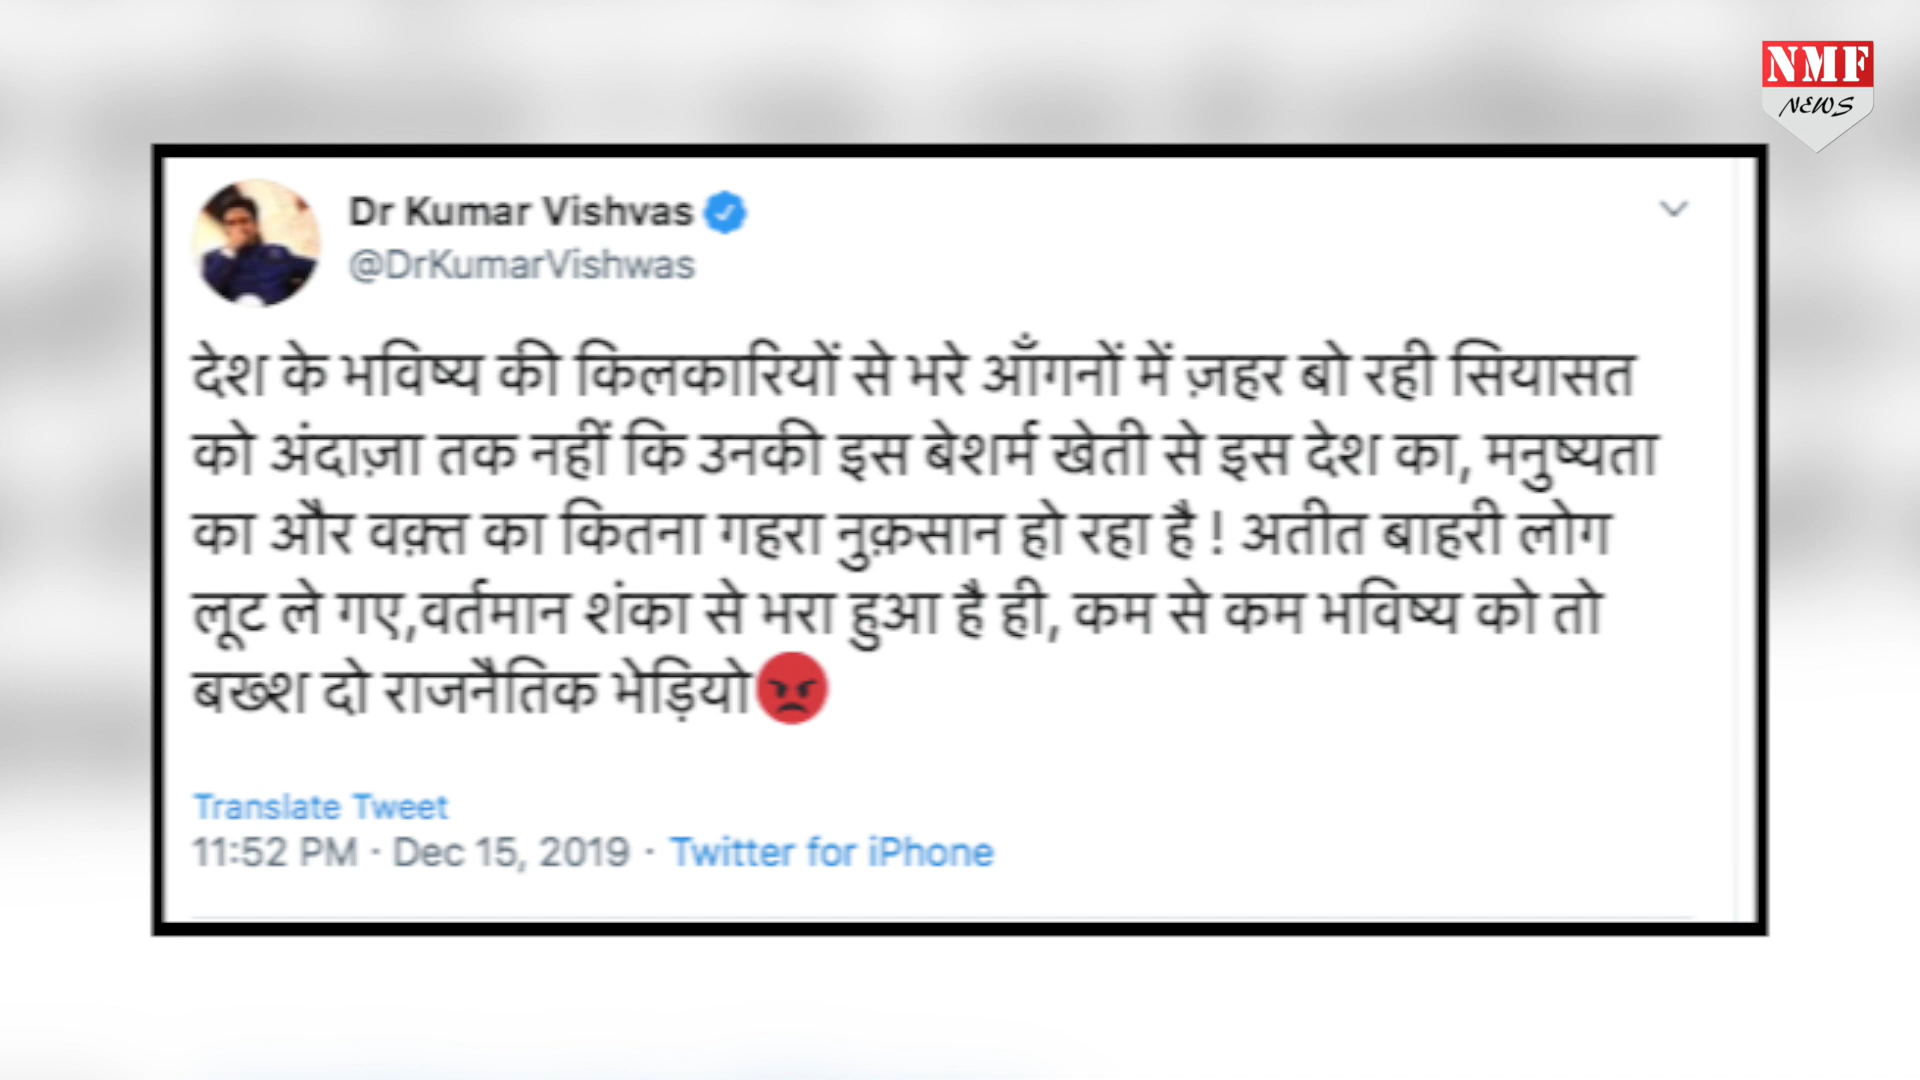 NMF
NEWS
Dr Kumar Vishvas
@DrKumarVishwas
देश के भविष्य की किलकारियों से भरे आँगनों में ज़हर बो रही सियासत
को अंदाज़ा तक नहीं कि उनकी इस बेशर्म खेती से इस देश का, मनुष्यता
का और वक़्त का कितना गहरा नुक़सान हो रहा है ! अतीत बाहरी लोग
लूट ले गए,वर्तमान शंका से भरा हुआ है ही, कम से कम भविष्य को तो
बख्श दो राजनैतिक भेड़ियो😡
Translate Tweet
11:52 PM · Dec 15, 2019 · Twitter for iPhone